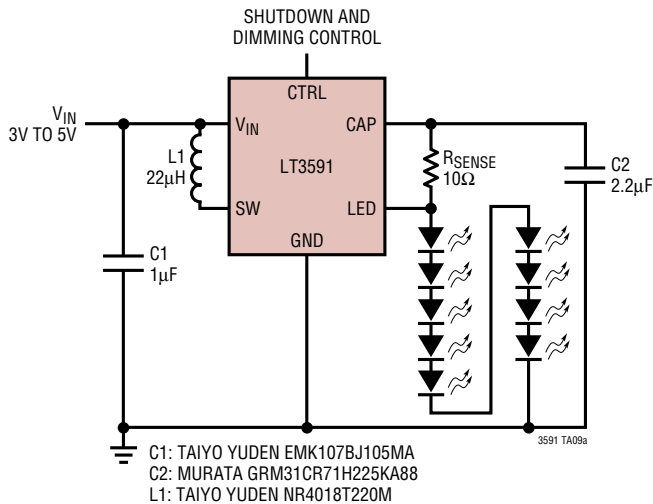 SHUTDOWN AND
DIMMING CONTROL
CTRL
VIN
3V TO 5V
VIN
CAP
L1
22µH
LT3591
RSENSE
10Ω
C2
2.2µF
SW
LED
GND
C1
1µF
3591 TA09a
C1: TAIYO YUDEN EMK107BJ105MA
C2: MURATA GRM31CR71H225KA88
L1: TAIYO YUDEN NR4018T220M